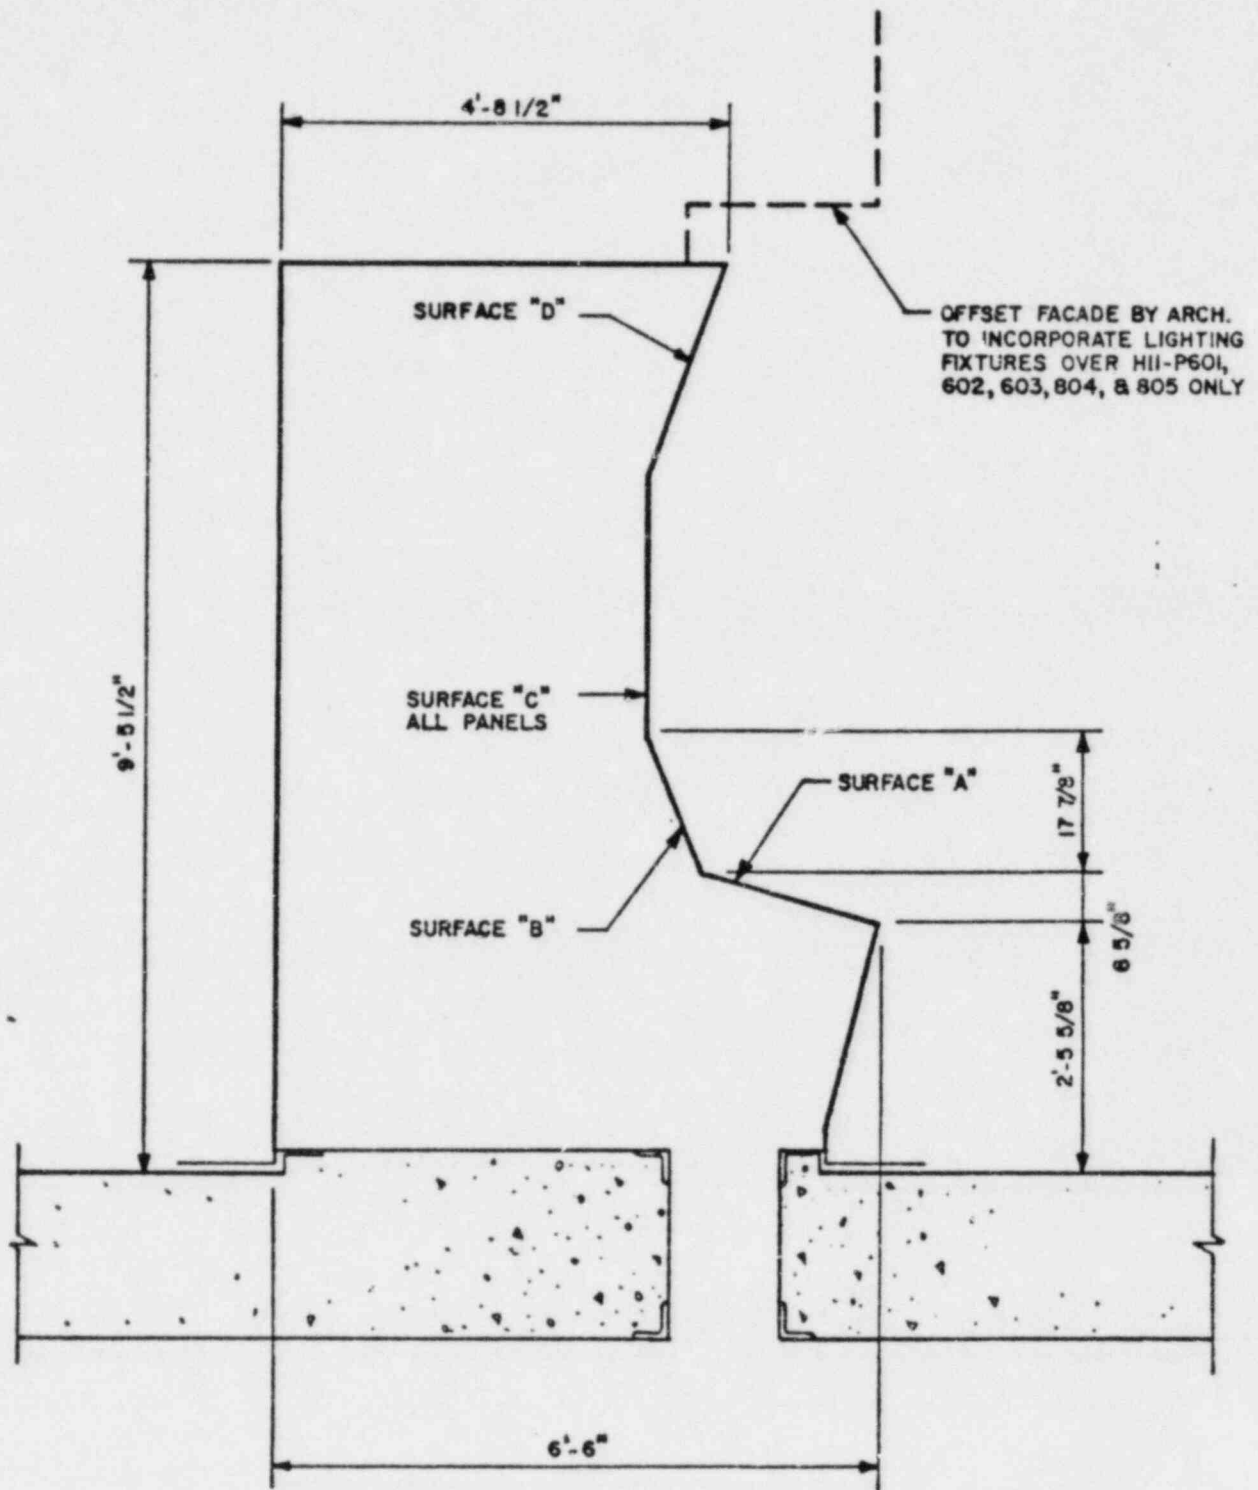 4'-8 1/2"
SURFACE "D"
OFFSET FACADE BY ARCH.
TO INCORPORATE LIGHTING
FIXTURES OVER H11-P601,
602, 603, 804, & 805 ONLY
9'-5 1/2"
SURFACE "C"
ALL PANELS
SURFACE "A"
17 7/8"
SURFACE "B"
6 5/8"
2'-5 5/8"
6'-6"